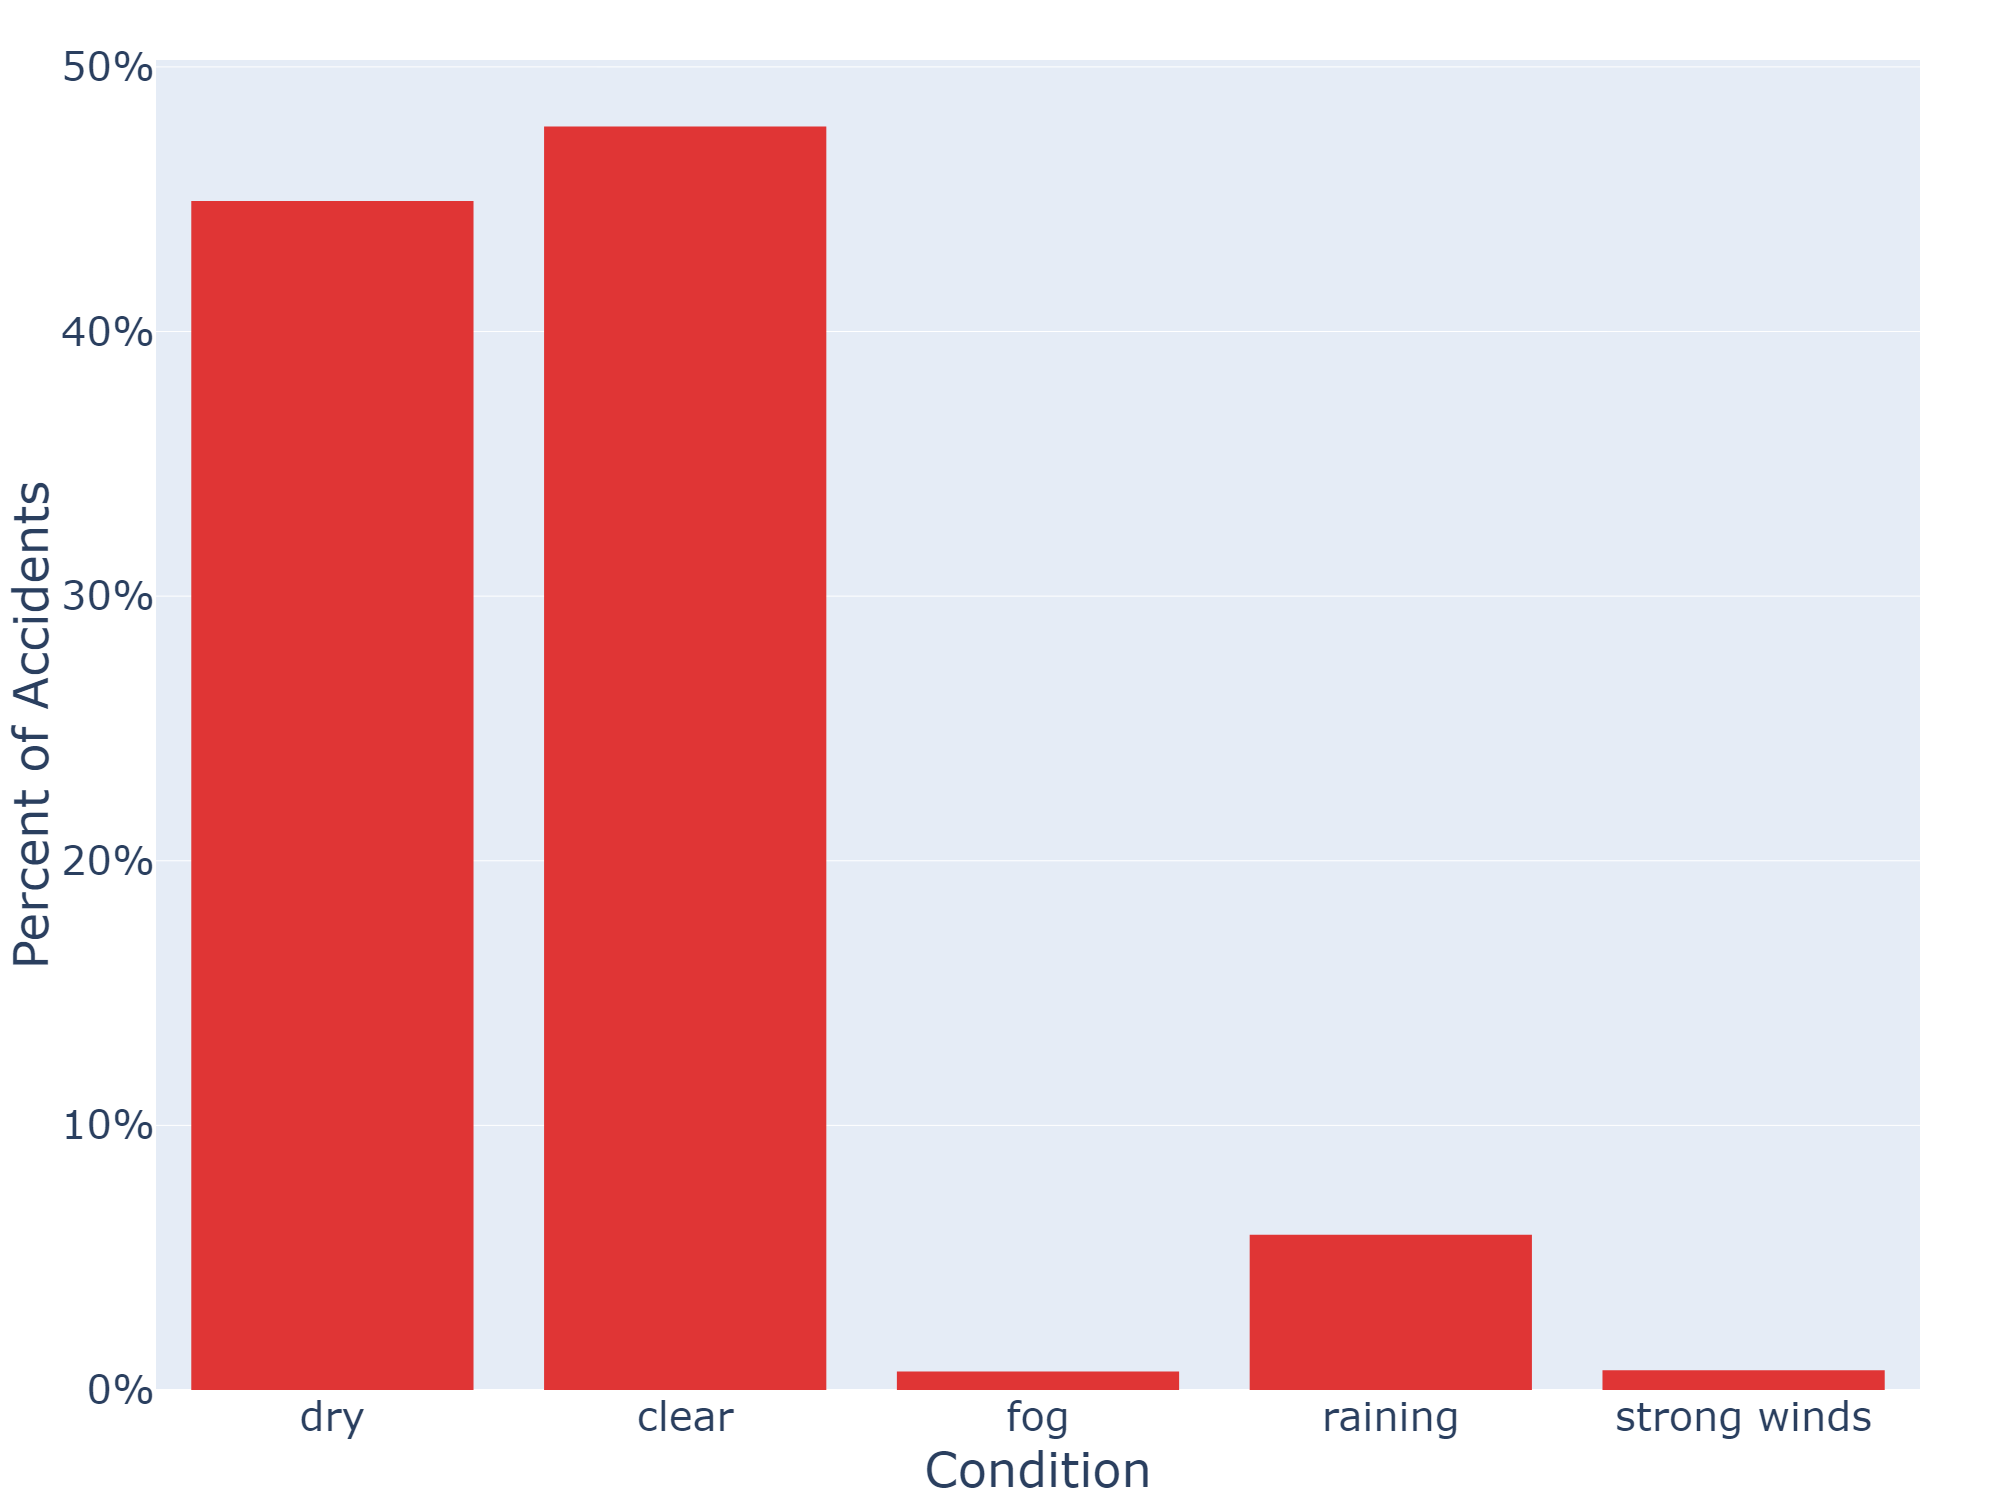 50%
40%
30%
20%
10%
0%
Percent of Accidents
dry clear fog raining strong winds
Condition